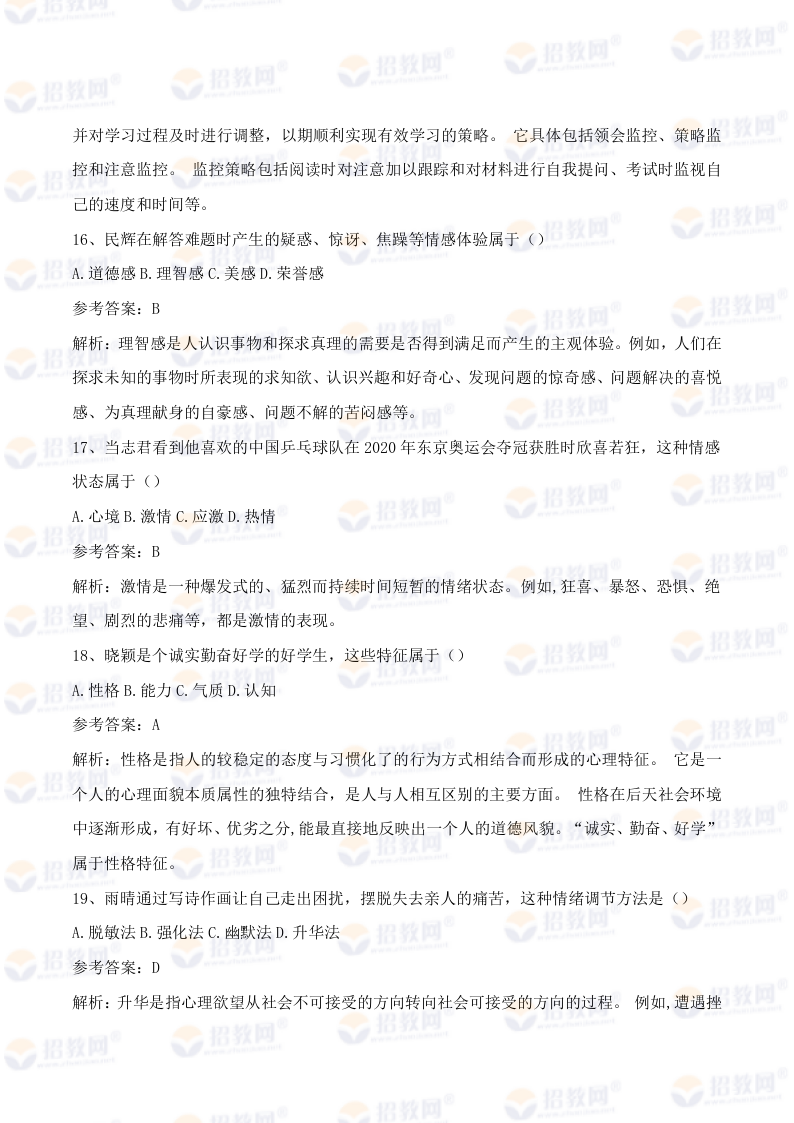 并对学习过程及时进行调整，以期顺利实现有效学习的策略。 它具体包括领会监控、策略监
控和注意监控。 监控策略包括阅读时对注意加以跟踪和对材料进行自我提问、考试时监视自
己的速度和时间等。
16、民辉在解答难题时产生的疑惑、惊讶、焦躁等情感体验属于（）
A.道德感 B.理智感 C.美感 D.荣誉感
参考答案：B
解析：理智感是人认识事物和探求真理的需要是否得到满足而产生的主观体验。例如，人们在
探求未知的事物时所表现的求知欲、认识兴趣和好奇心、发现问题的惊奇感、问题解决的喜悦
感、为真理献身的自豪感、问题不解的苦闷感等。
17、当志君看到他喜欢的中国乒乓球队在 2020 年东京奥运会夺冠获胜时欣喜若狂，这种情感
状态属于（）
A.心境 B.激情 C.应激 D.热情
参考答案：B
解析：激情是一种爆发式的、猛烈而持续时间短暂的情绪状态。例如,狂喜、暴怒、恐惧、绝
望、剧烈的悲痛等，都是激情的表现。
18、晓颖是个诚实勤奋好学的好学生，这些特征属于（）
A.性格 B.能力 C.气质 D.认知
参考答案：A
解析：性格是指人的较稳定的态度与习惯化了的行为方式相结合而形成的心理特征。 它是一
个人的心理面貌本质属性的独特结合，是人与人相互区别的主要方面。 性格在后天社会环境
中逐渐形成，有好坏、优劣之分,能最直接地反映出一个人的道德风貌。“诚实、勤奋、好学”
属于性格特征。
19、雨晴通过写诗作画让自己走出困扰，摆脱失去亲人的痛苦，这种情绪调节方法是（）
A.脱敏法 B.强化法 C.幽默法 D.升华法
参考答案：D
解析：升华是指心理欲望从社会不可接受的方向转向社会可接受的方向的过程。 例如,遭遇挫